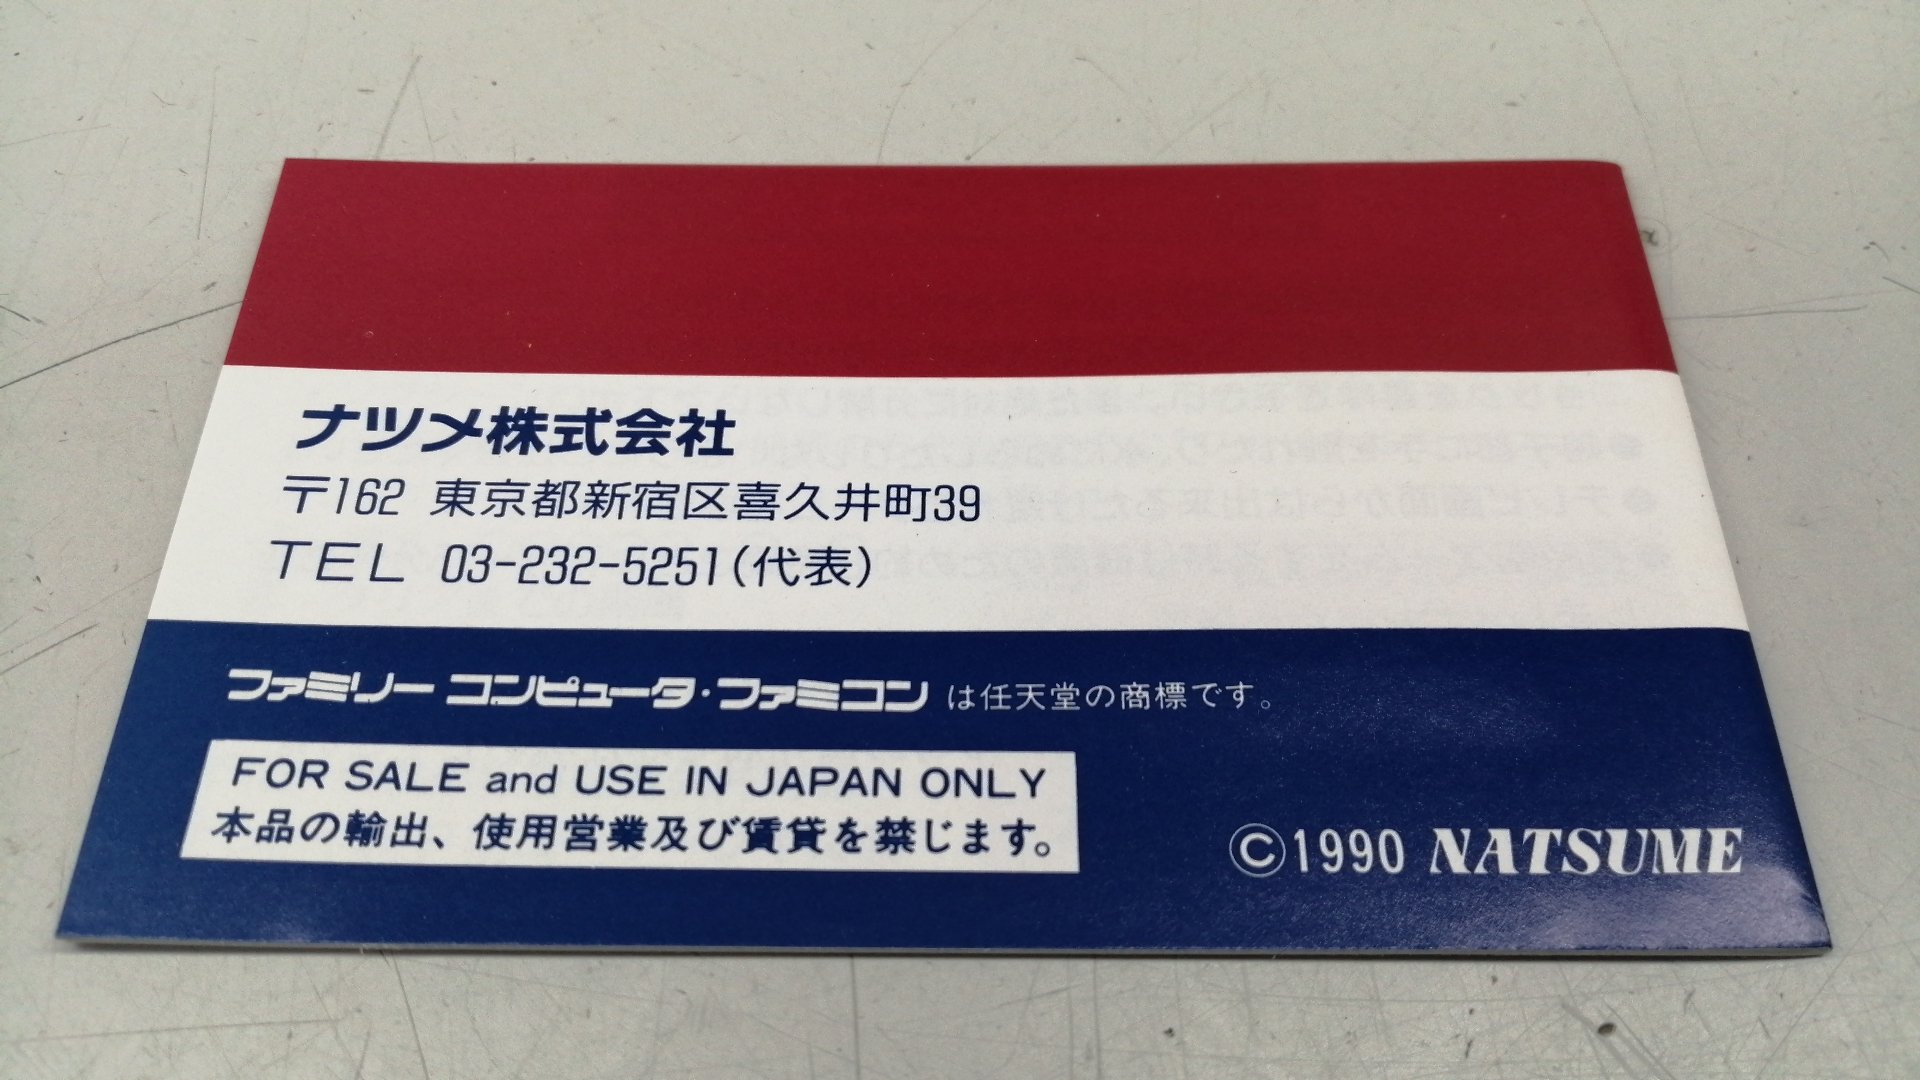 ナツメ株式会社
〒162 東京都新宿区喜久井町39
TEL 03-232-5251(代表)
ファミリー コンピュータ・ファミコン は任天堂の商標です。
FOR SALE and USE IN JAPAN ONLY
本品の輸出、使用営業及び賃貸を禁じます。
©1990 NATSUME